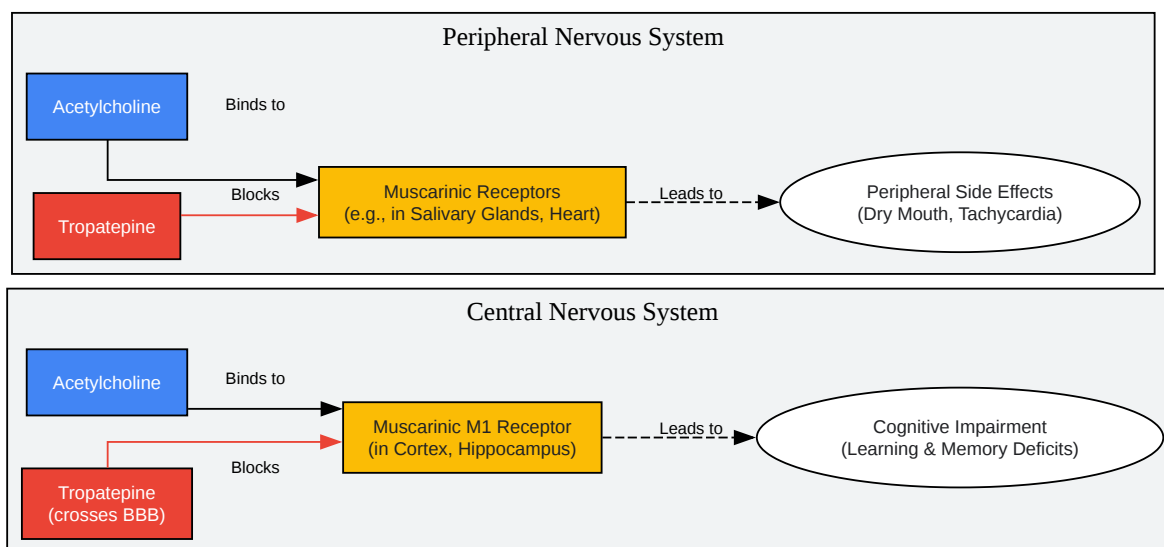 Peripheral Nervous System
Acetylcholine
Binds to
Tropatepine
Blocks
Muscarinic Receptors
(e.g., in Salivary Glands, Heart)
Leads to
Peripheral Side Effects
(Dry Mouth, Tachycardia)
Central Nervous System
Acetylcholine
Binds to
Tropatepine
(crosses BBB)
Blocks
Muscarinic M1 Receptor
(in Cortex, Hippocampus)
Leads to
Cognitive Impairment
(Learning & Memory Deficits)